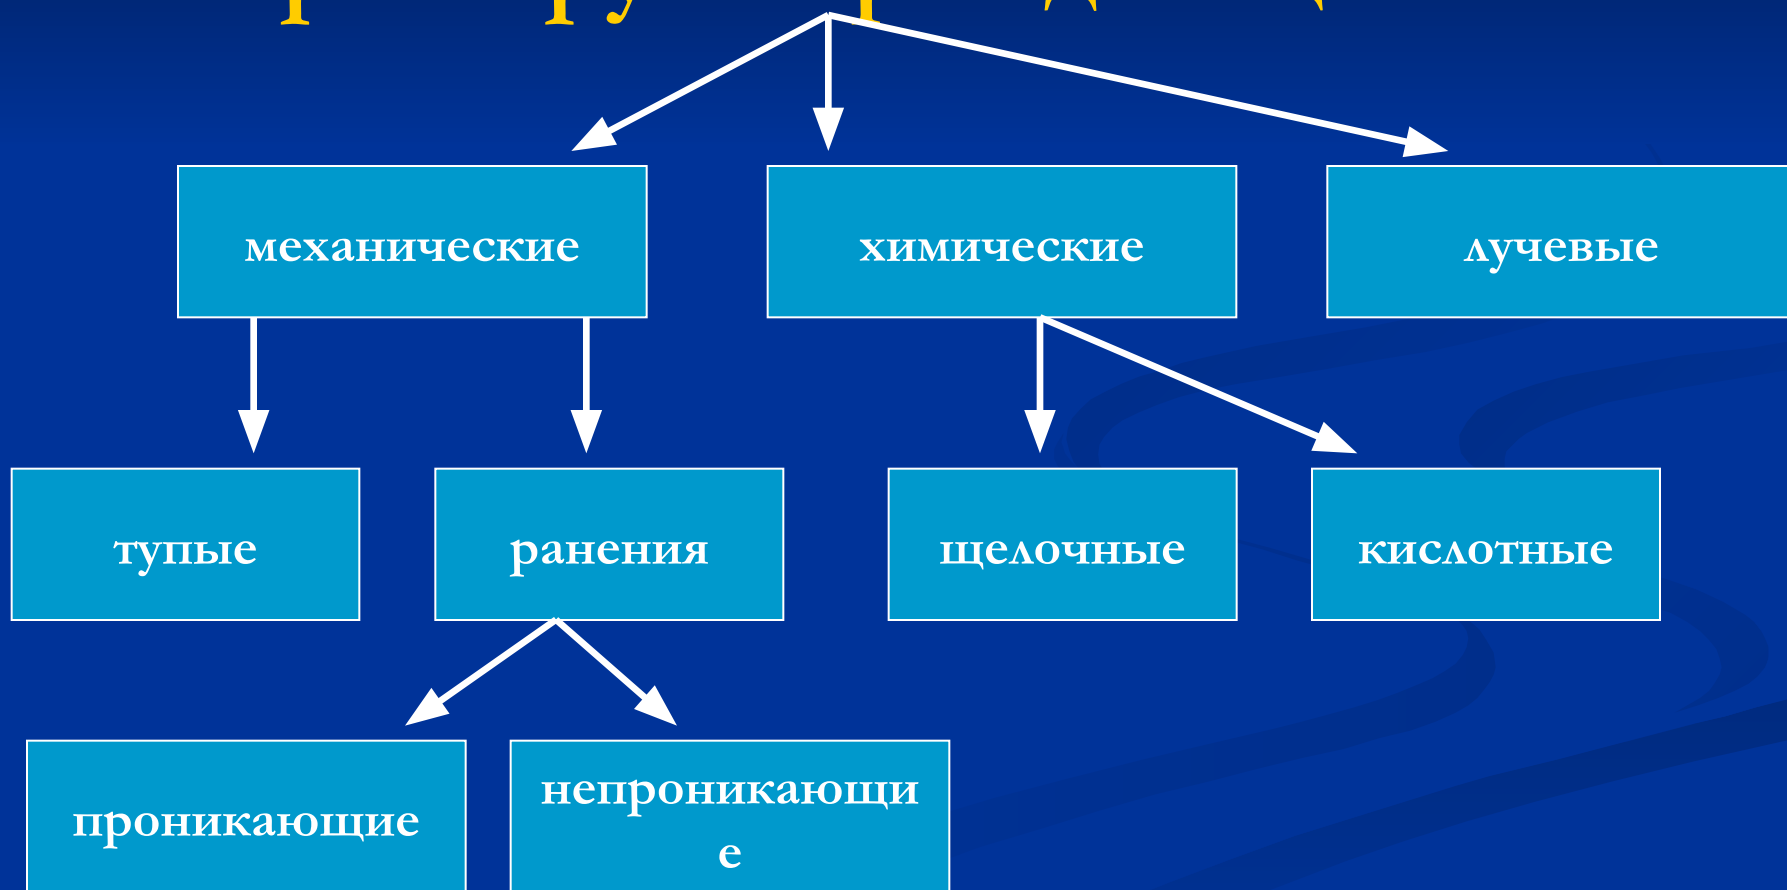 механические
химические
лучевые
тупые
ранения
щелочные
кислотные
проникающие
непроникающи
е